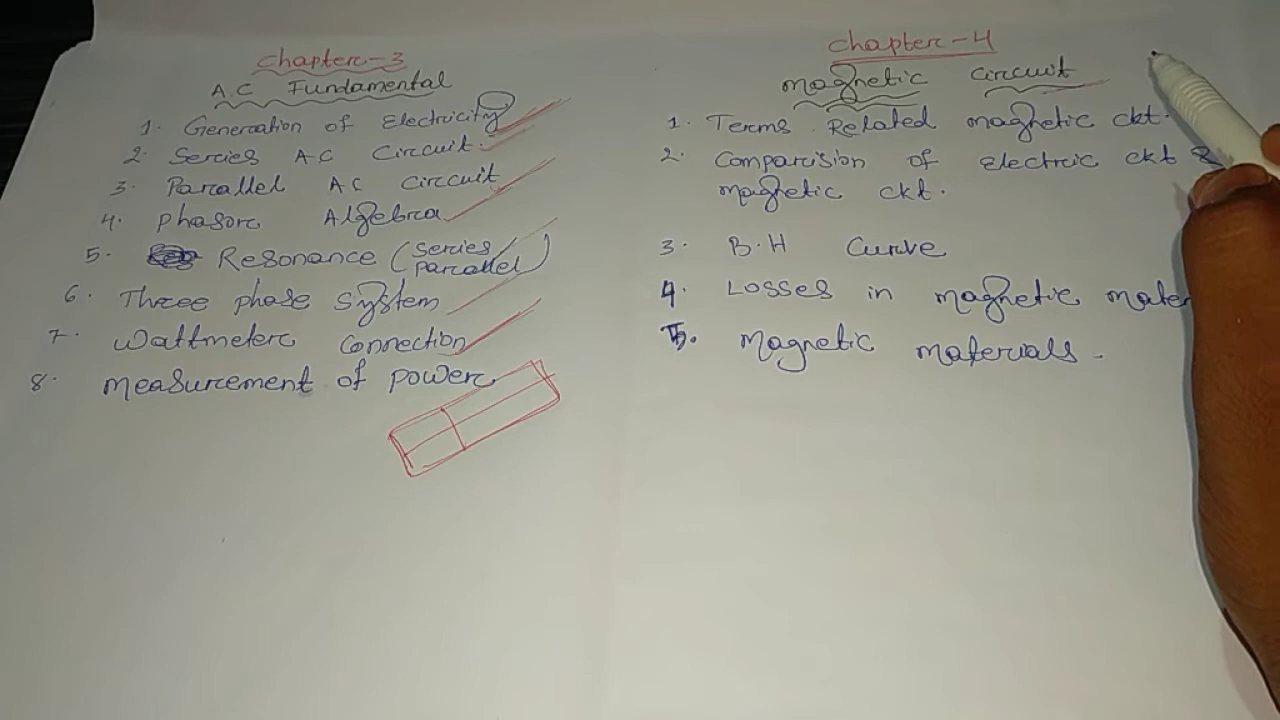 Chapter-3
A.C Fundamental
1. Generation of Electricity
2. Series A.C Circuit.
3. Parallel AC Circuit
4. Phasor Algebra
5. Resonance (Series/
Parallel)
6. Three phase System
7. Wattmeter Connection
8. Measurement of Power
Chapter-4
Magnetic Circuit
1. Terms Related magnetic ckt.
2. Comparision of electric ckt &
magnetic ckt.
3. B.H Curve
4. Losses in magnetic mater
5. Magnetic materials.